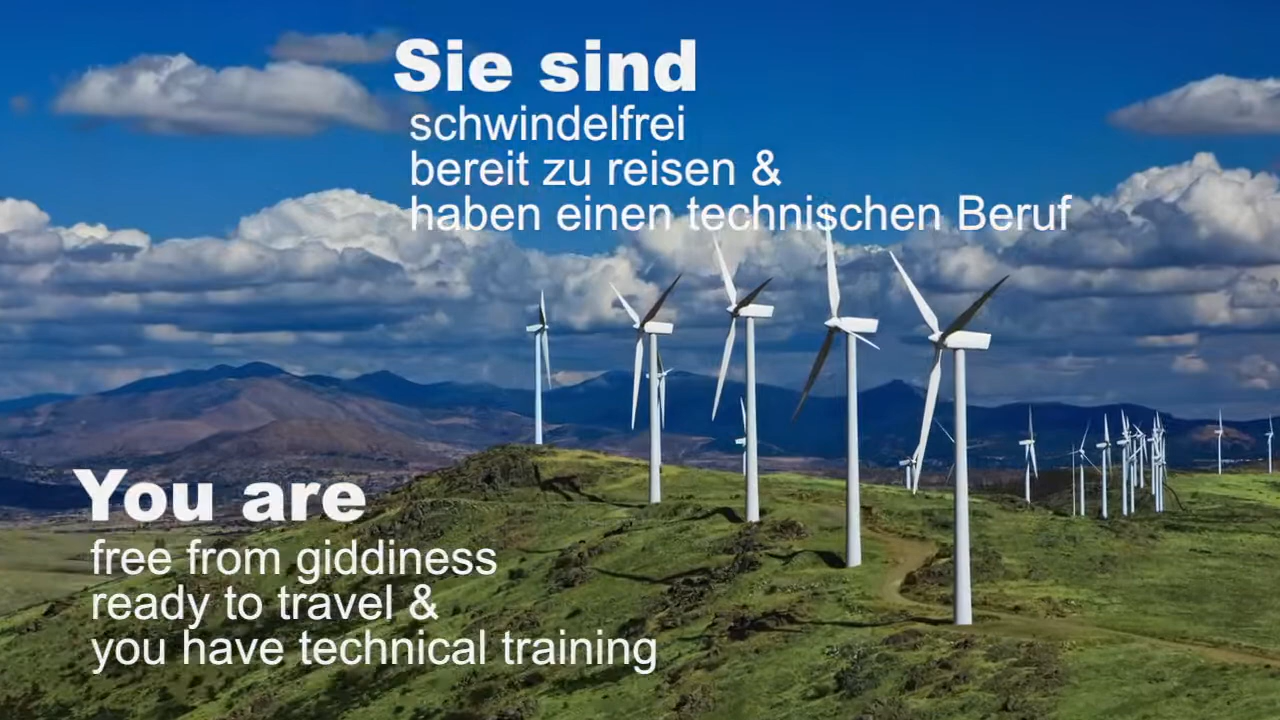 Sie sind
schwindelfrei
bereit zu reisen &
haben einen technischen Beruf
You are
free from giddiness
ready to travel &
you have technical training